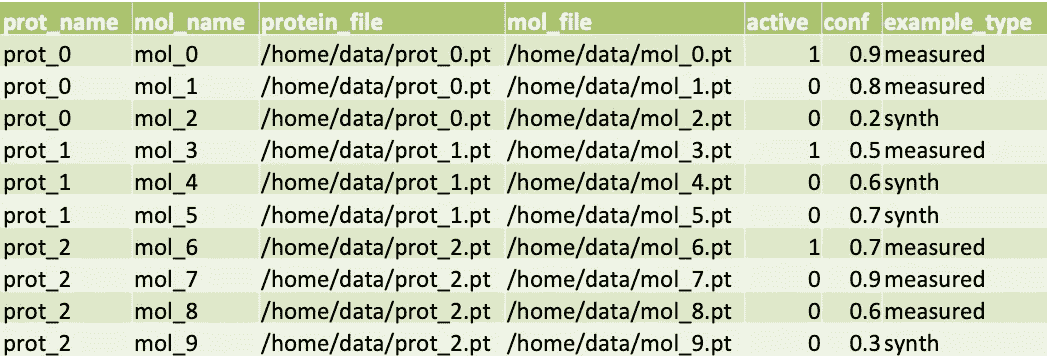 prot_name mol_name protein_file mol_file active conf example_type
prot_0 mol_0 /home/data/prot_0.pt /home/data/mol_0.pt 1 0.9 measured
prot_0 mol_1 /home/data/prot_0.pt /home/data/mol_1.pt 0 0.8 measured
prot_0 mol_2 /home/data/prot_0.pt /home/data/mol_2.pt 0 0.2 synth
prot_1 mol_3 /home/data/prot_1.pt /home/data/mol_3.pt 1 0.5 measured
prot_1 mol_4 /home/data/prot_1.pt /home/data/mol_4.pt 0 0.6 synth
prot_1 mol_5 /home/data/prot_1.pt /home/data/mol_5.pt 0 0.7 synth
prot_2 mol_6 /home/data/prot_2.pt /home/data/mol_6.pt 1 0.7 measured
prot_2 mol_7 /home/data/prot_2.pt /home/data/mol_7.pt 0 0.9 measured
prot_2 mol_8 /home/data/prot_2.pt /home/data/mol_8.pt 0 0.6 measured
prot_2 mol_9 /home/data/prot_2.pt /home/data/mol_9.pt 0 0.3 synth